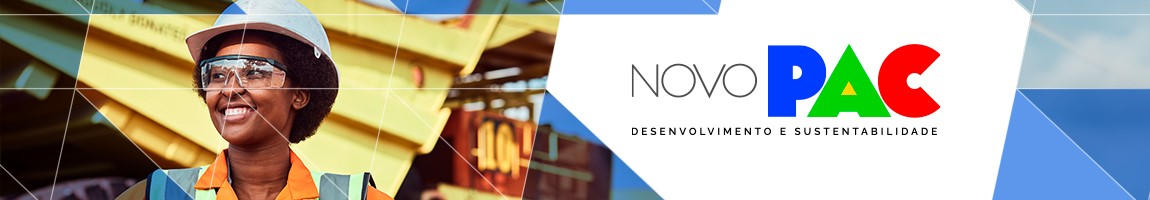 NOVO PAC
DESENVOLVIMENTO E SUSTENTABILIDADE